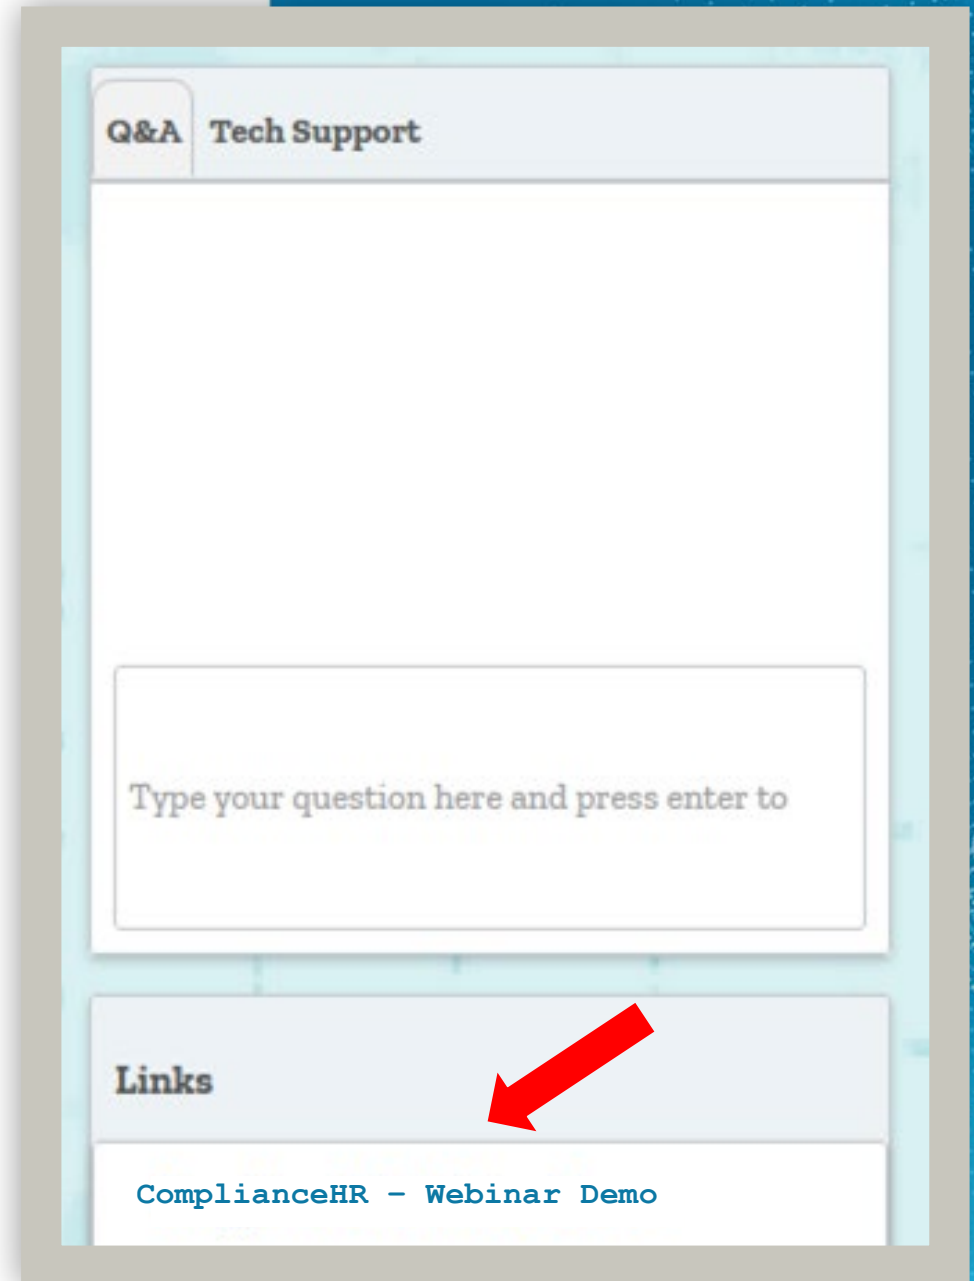 Q&A Tech Support
Type your question here and press enter to
Links
ComplianceHR – Webinar Demo